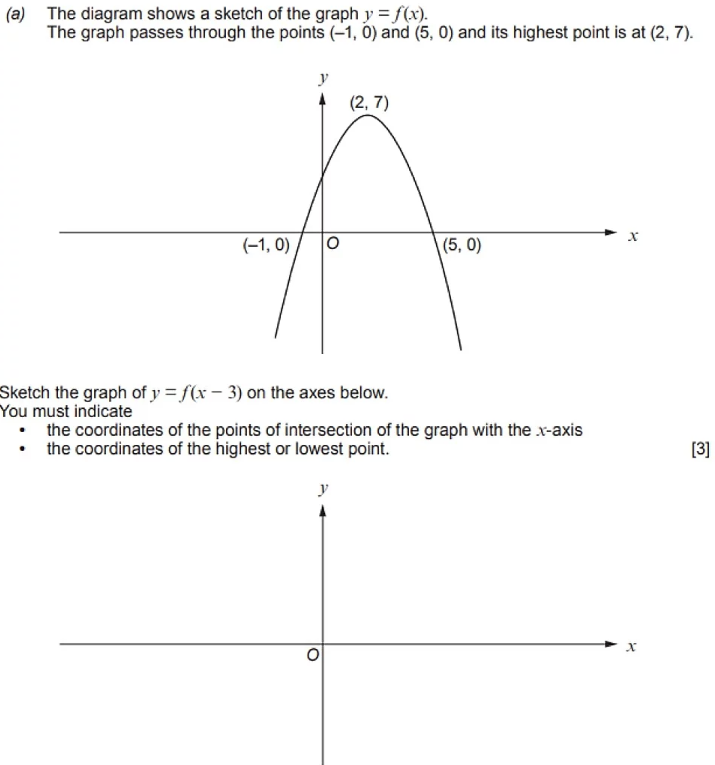 (a) The diagram shows a sketch of the graph y = f(x).
The graph passes through the points (–1, 0) and (5, 0) and its highest point is at (2, 7).
y
(2, 7)
x
(–1, 0) O (5, 0)
Sketch the graph of y = f(x − 3) on the axes below.
You must indicate
• the coordinates of the points of intersection of the graph with the x-axis
• the coordinates of the highest or lowest point. [3]
y
x
O